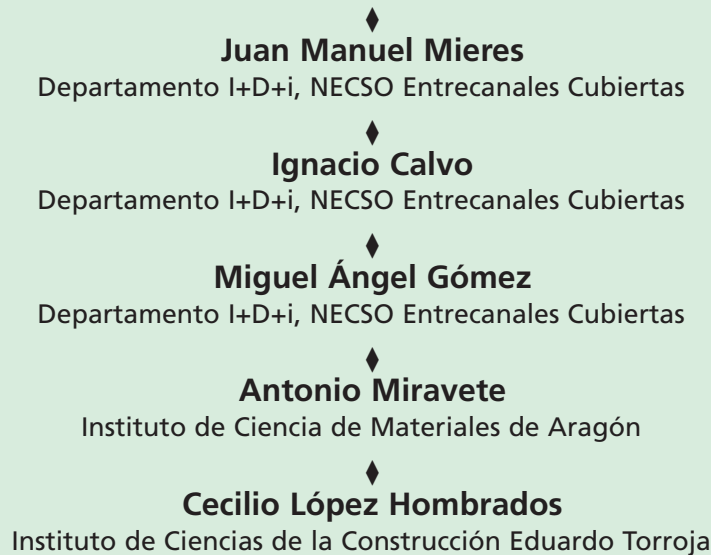 Juan Manuel Mieres
Departamento I+D+i, NECSO Entrecanales Cubiertas
Ignacio Calvo
Departamento I+D+i, NECSO Entrecanales Cubiertas
Miguel Ángel Gómez
Departamento I+D+i, NECSO Entrecanales Cubiertas
Antonio Miravete
Instituto de Ciencia de Materiales de Aragón
Cecilio López Hombrados
Instituto de Ciencias de la Construcción Eduardo Torroja